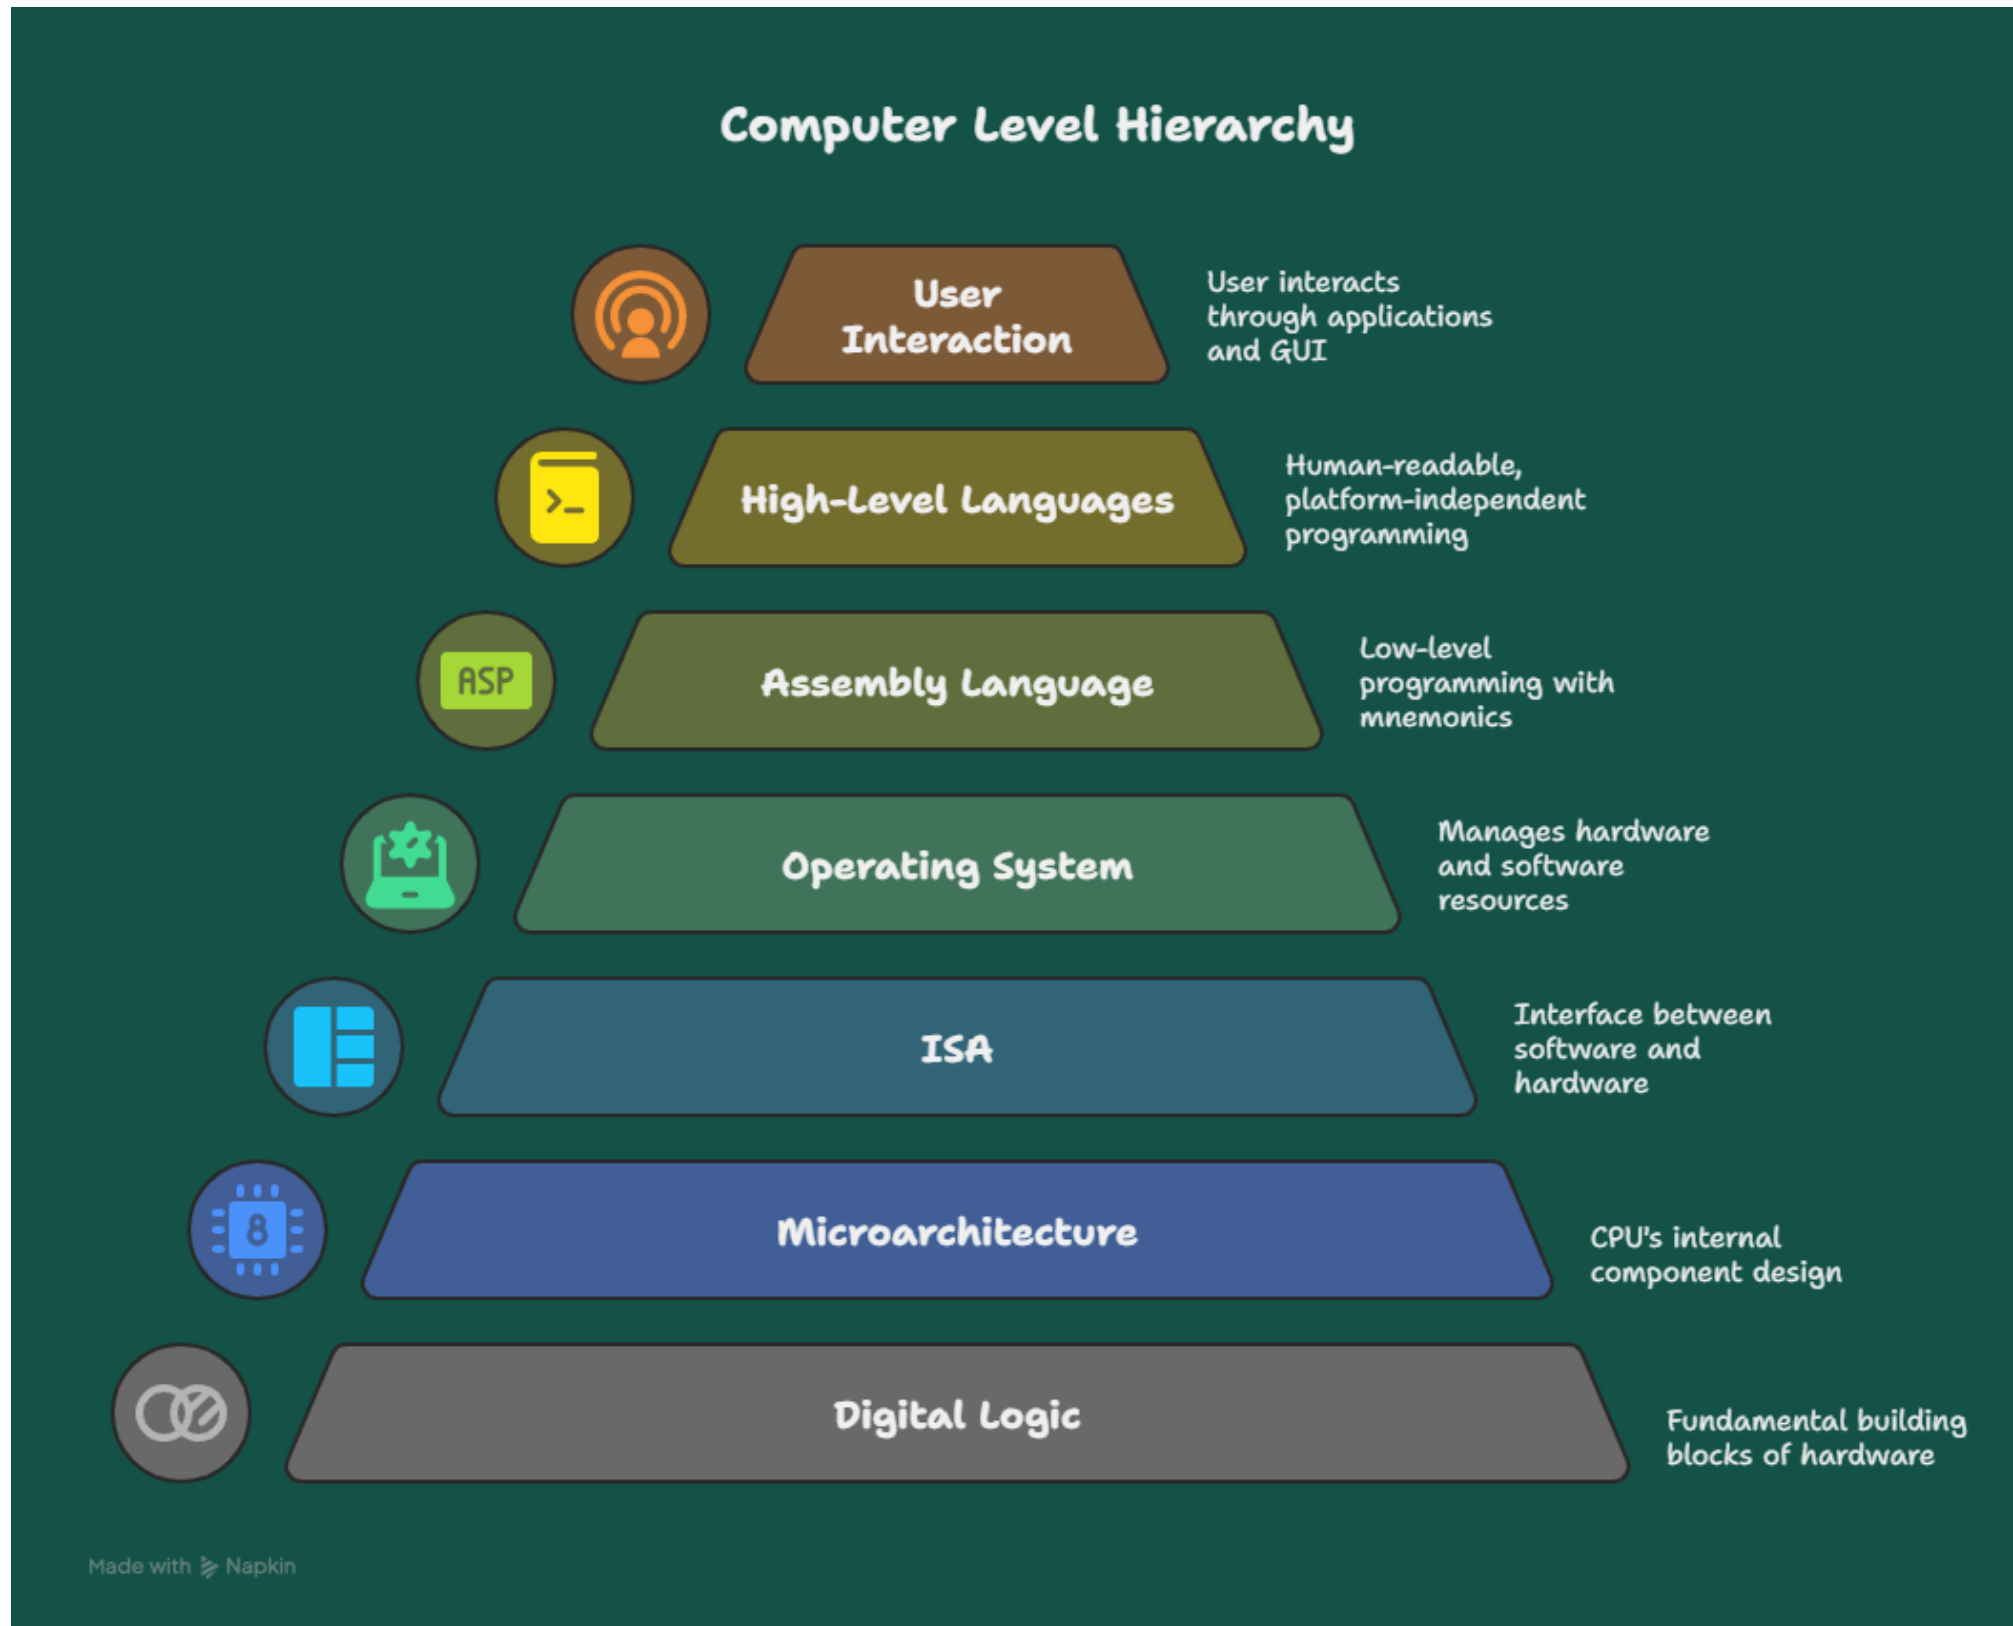 Computer Level Hierarchy
User
Interaction
User interacts
through applications
and GUI
High-Level Languages
Human-readable,
platform-independent
programming
ASP
Assembly Language
Low-level
programming with
mnemonics
Operating System
Manages hardware
and software
resources
ISA
Interface between
software and
hardware
8
Microarchitecture
CPU's internal
component design
Digital Logic
Fundamental building
blocks of hardware
Made with Napkin